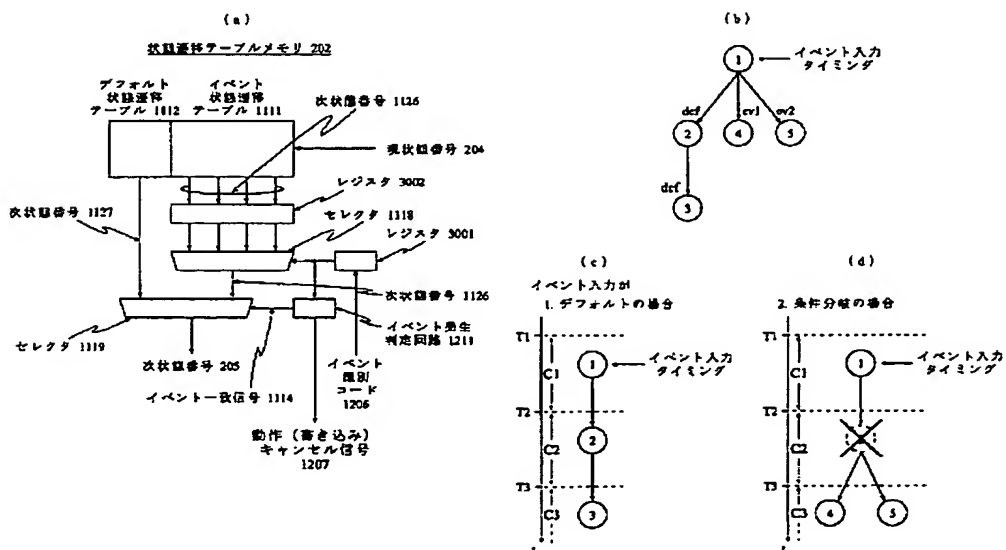 (a)
状態遷移テーブルメモリ 202
デフォルト
状態遷移
テーブル 1112
イベント
状態遷移
テーブル 1111
次状態番号 1126
現状態番号 204
レジスタ 3002
セレクタ 1118
レジスタ 3001
次状態番号 1127
次状態番号 1126
セレクタ 1119
イベント発生
判定回路 1211
次状態番号 205
イベント一致信号 1114
イベント
識別
コード
1206
動作(書き込み)
キャンセル信号
1207
(b)
1
イベント入力
タイミング
def
ev1
ev2
2
4
5
def
3
(c)
イベント入力が
1. デフォルトの場合
T1
C1
1
イベント入力
タイミング
T2
C2
2
T3
C3
3
(d)
2. 条件分岐の場合
T1
C1
1
イベント入力
タイミング
T2
C2
T3
C3
4
5